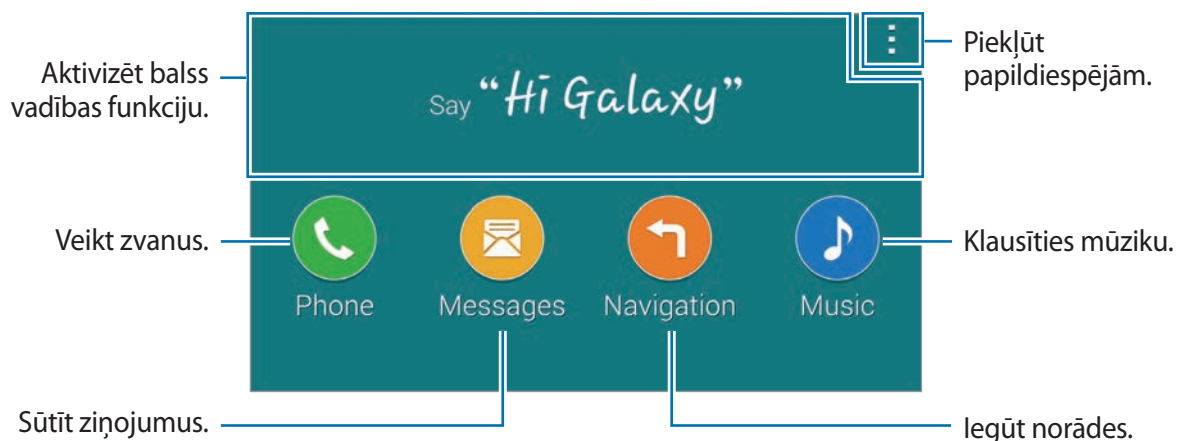 Aktivizēt balss
vadības funkciju.
Say “Hi Galaxy”
Piekļūt
papildiespējām.
Veikt zvanus.
Phone
Messages
Navigation
Music
Klausīties mūziku.
Sūtīt ziņojumus.
Iegūt norādes.